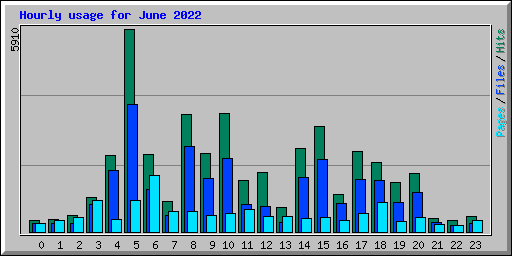 Hourly usage for June 2022
5910
Pages / Files / Hits
0 1 2 3 4 5 6 7 8 9 10 11 12 13 14 15 16 17 18 19 20 21 22 23